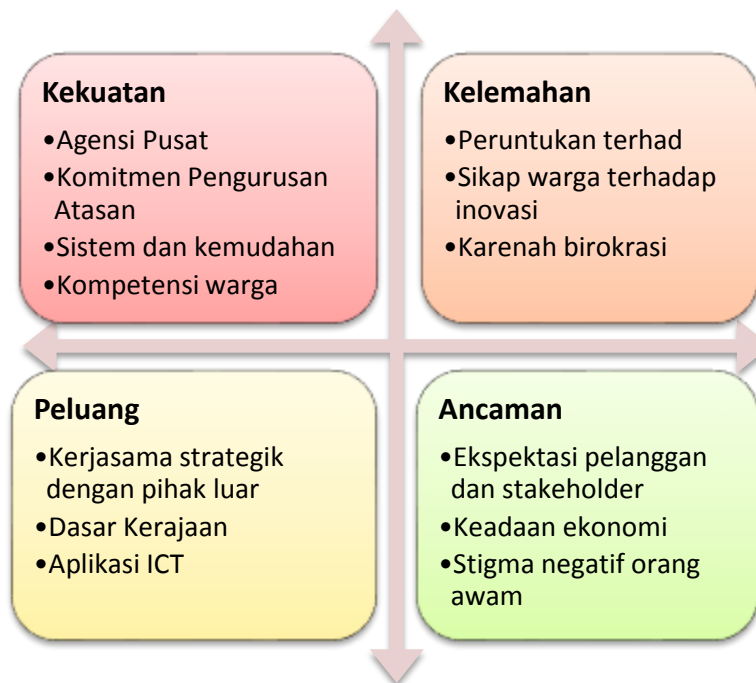 Kekuatan
•Agensi Pusat
•Komitmen Pengurusan
Atasan
•Sistem dan kemudahan
•Kompetensi warga
Kelemahan
•Peruntukan terhad
•Sikap warga terhadap
inovasi
•Karenah birokrasi
Peluang
•Kerjasama strategik
dengan pihak luar
•Dasar Kerajaan
•Aplikasi ICT
Ancaman
•Ekspektasi pelanggan
dan stakeholder
•Keadaan ekonomi
•Stigma negatif orang
awam